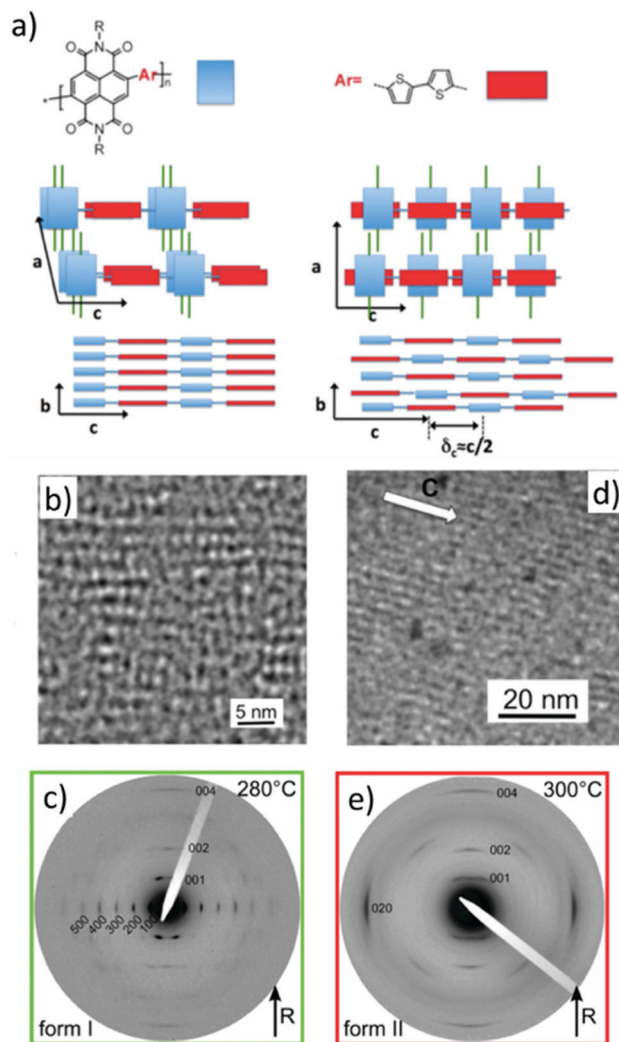 a)
R
O N O
Ar
n
*
O N O
R
Ar=
S
S
a
c
a
c
b
c
b
c
δc≈c/2
b)
5 nm
C
d)
20 nm
c)
280°C
004
002
001
500 400 300 200 100
form I
R
e)
300°C
004
002
001
020
form II
R